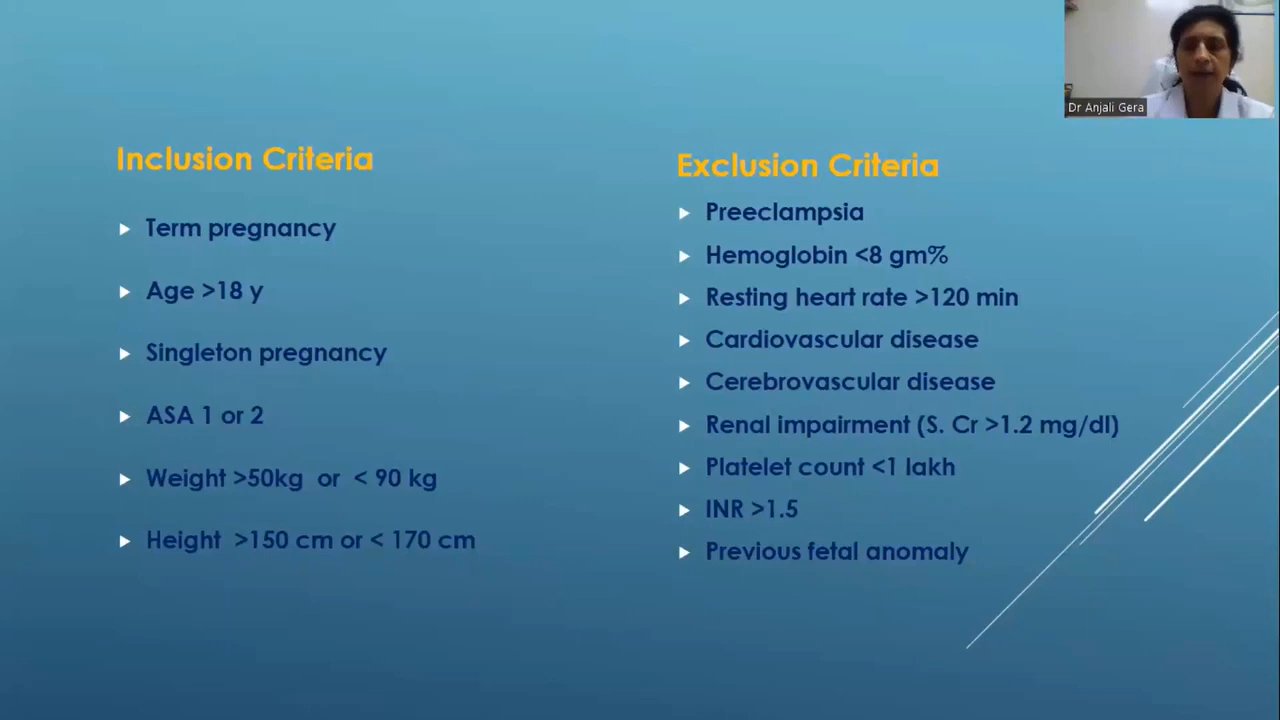 Dr Anjali Gera
Inclusion Criteria
Term pregnancy
Age >18 y
Singleton pregnancy
ASA 1 or 2
Weight >50kg or < 90 kg
Height >150 cm or < 170 cm
Exclusion Criteria
Preeclampsia
Hemoglobin <8 gm%
Resting heart rate >120 min
Cardiovascular disease
Cerebrovascular disease
Renal impairment (S. Cr >1.2 mg/dl)
Platelet count <1 lakh
INR >1.5
Previous fetal anomaly